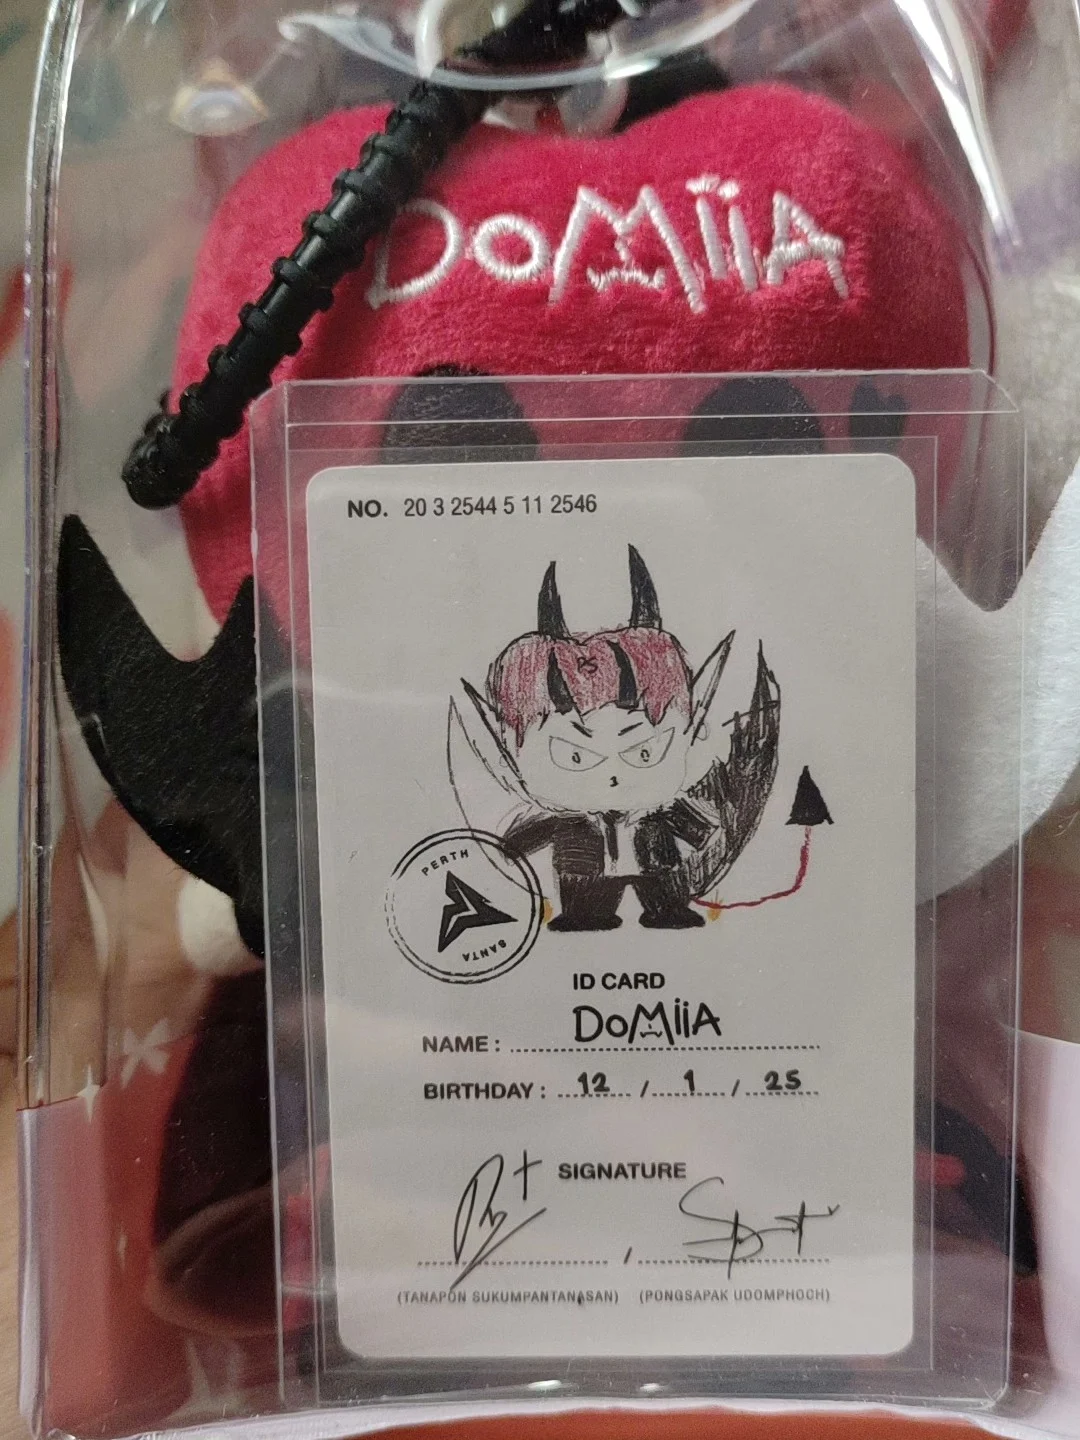 DoMiiA
NO. 20 3 2544 5 11 2546
PS
PERTH
SANTA
ID CARD
NAME : DoMiiA
BIRTHDAY : 12 / 1 / 25
SIGNATURE
/
(TANAPON SUKUMPANTANASAN) (PONGSAPAK UDOMPHOCH)